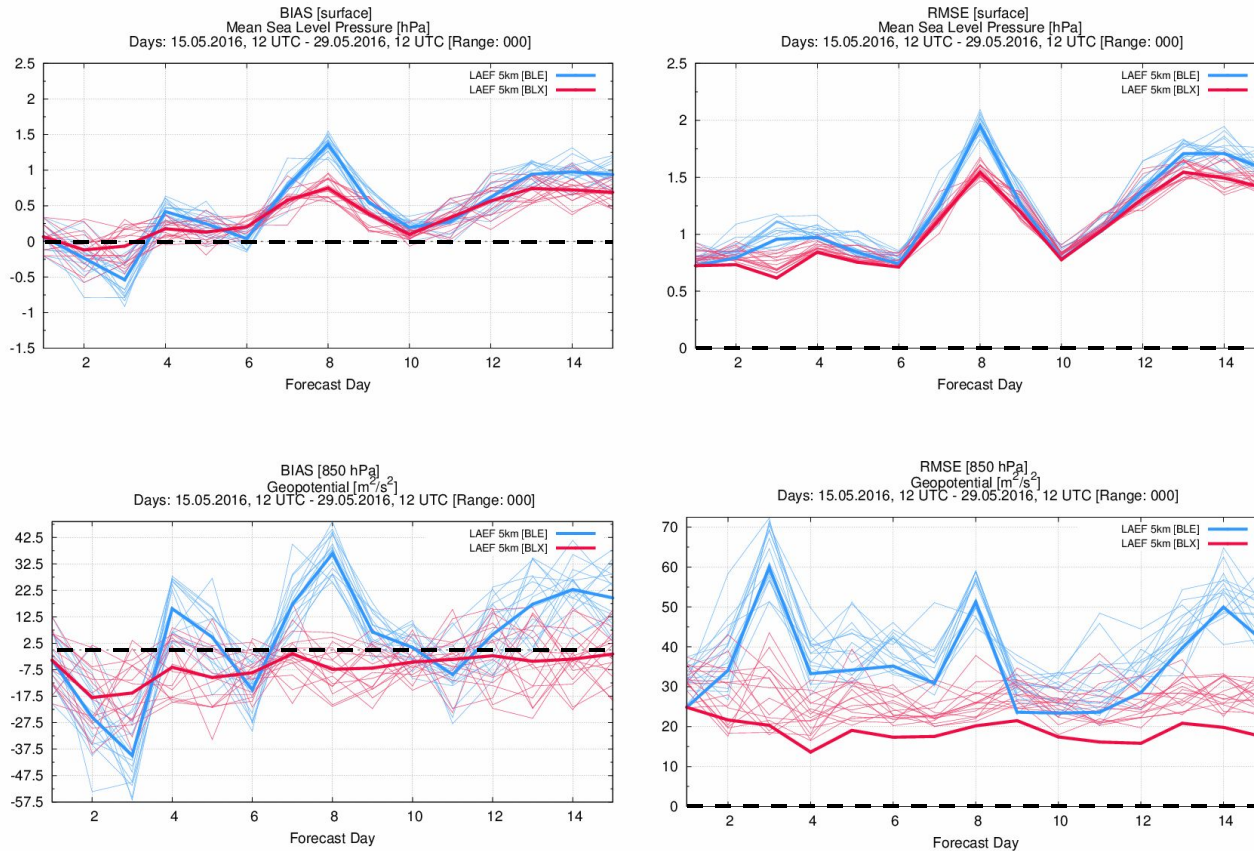 BIAS [surface]
Mean Sea Level Pressure [hPa]
Days: 15.05.2016, 12 UTC - 29.05.2016, 12 UTC [Range: 000]
LAEF 5km [BLE]
LAEF 5km [BLX]
2.5
2
1.5
1
0.5
0
-0.5
-1
-1.5
2 4 6 8 10 12 14
Forecast Day
RMSE [surface]
Mean Sea Level Pressure [hPa]
Days: 15.05.2016, 12 UTC - 29.05.2016, 12 UTC [Range: 000]
LAEF 5km [BLE]
LAEF 5km [BLX]
2.5
2
1.5
1
0.5
0
2 4 6 8 10 12 14
Forecast Day
BIAS [850 hPa]
Geopotential [m²/s²]
Days: 15.05.2016, 12 UTC - 29.05.2016, 12 UTC [Range: 000]
LAEF 5km [BLE]
LAEF 5km [BLX]
42.5
32.5
22.5
12.5
2.5
-7.5
-17.5
-27.5
-37.5
-47.5
-57.5
2 4 6 8 10 12 14
Forecast Day
RMSE [850 hPa]
Geopotential [m²/s²]
Days: 15.05.2016, 12 UTC - 29.05.2016, 12 UTC [Range: 000]
LAEF 5km [BLE]
LAEF 5km [BLX]
70
60
50
40
30
20
10
0
2 4 6 8 10 12 14
Forecast Day